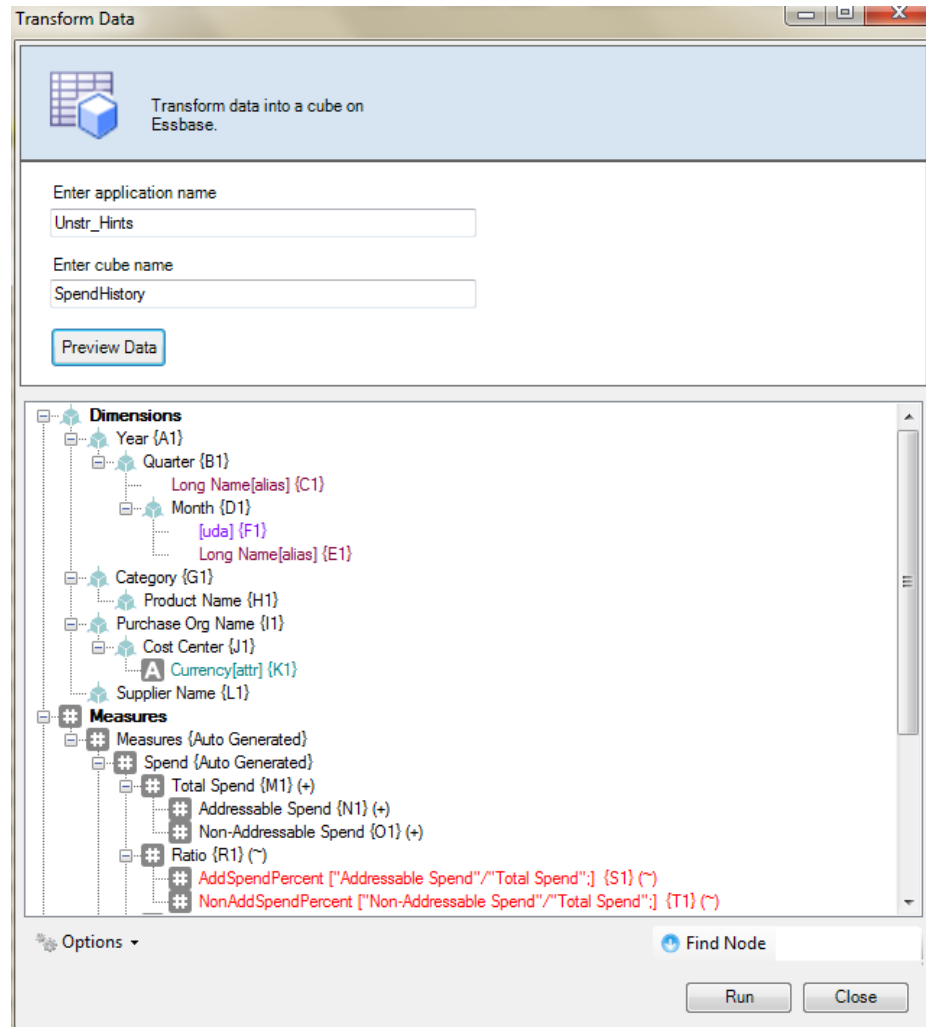 Transform Data
Transform data into a cube on
Essbase.
Enter application name
Unstr_Hints
Enter cube name
SpendHistory
Preview Data
Dimensions
Year {A1}
Quarter {B1}
Long Name[alias] {C1}
Month {D1}
[uda] {F1}
Long Name[alias] {E1}
Category {G1}
Product Name {H1}
Purchase Org Name {I1}
Cost Center {J1}
A Currency[attr] {K1}
Supplier Name {L1}
# Measures
# Measures {Auto Generated}
# Spend {Auto Generated}
# Total Spend {M1} (+)
# Addressable Spend {N1} (+)
# Non-Addressable Spend {O1} (+)
# Ratio {R1} (~)
# AddSpendPercent ["Addressable Spend"/"Total Spend";] {S1} (~)
# NonAddSpendPercent ["Non-Addressable Spend"/"Total Spend";] {T1} (~)
Options
Find Node
Run
Close